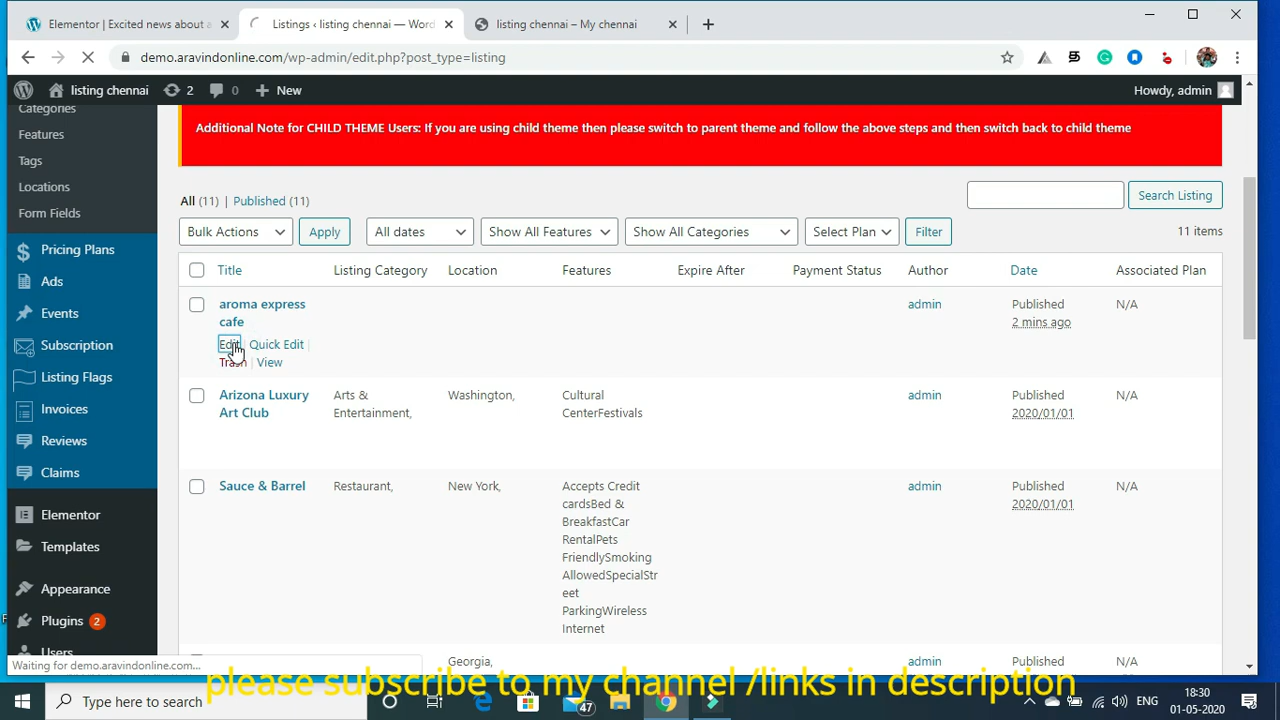 Elementor | Excited news about a
Listings ‹ listing chennai — Word
listing chennai – My chennai
demo.aravindonline.com/wp-admin/edit.php?post_type=listing
listing chennai 2 0 New
Howdy, admin
Categories
Features
Tags
Locations
Form Fields
Pricing Plans
Ads
Events
Subscription
Listing Flags
Invoices
Reviews
Claims
Elementor
Templates
Appearance
Plugins 2
Users
Additional Note for CHILD THEME Users: If you are using child theme then please switch to parent theme and follow the above steps and then switch back to child theme
All (11) | Published (11)
Search Listing
Bulk Actions Apply All dates Show All Features Show All Categories Select Plan Filter 11 items
Title Listing Category Location Features Expire After Payment Status Author Date Associated Plan
aroma express
cafe
Edit | Quick Edit |
Trash | View
admin
Published
2 mins ago
N/A
Arizona Luxury
Art Club
Arts &
Entertainment,
Washington,
Cultural
CenterFestivals
admin
Published
2020/01/01
N/A
Sauce & Barrel
Restaurant,
New York,
Accepts Credit
cardsBed &
BreakfastCar
RentalPets
FriendlySmoking
AllowedSpecialStr
eet
ParkingWireless
Internet
admin
Published
2020/01/01
N/A
Georgia,
admin
Published
N/A
Waiting for demo.aravindonline.com...
please subscribe to my channel /links in description
Type here to search
47
ENG
18:30
01-05-2020